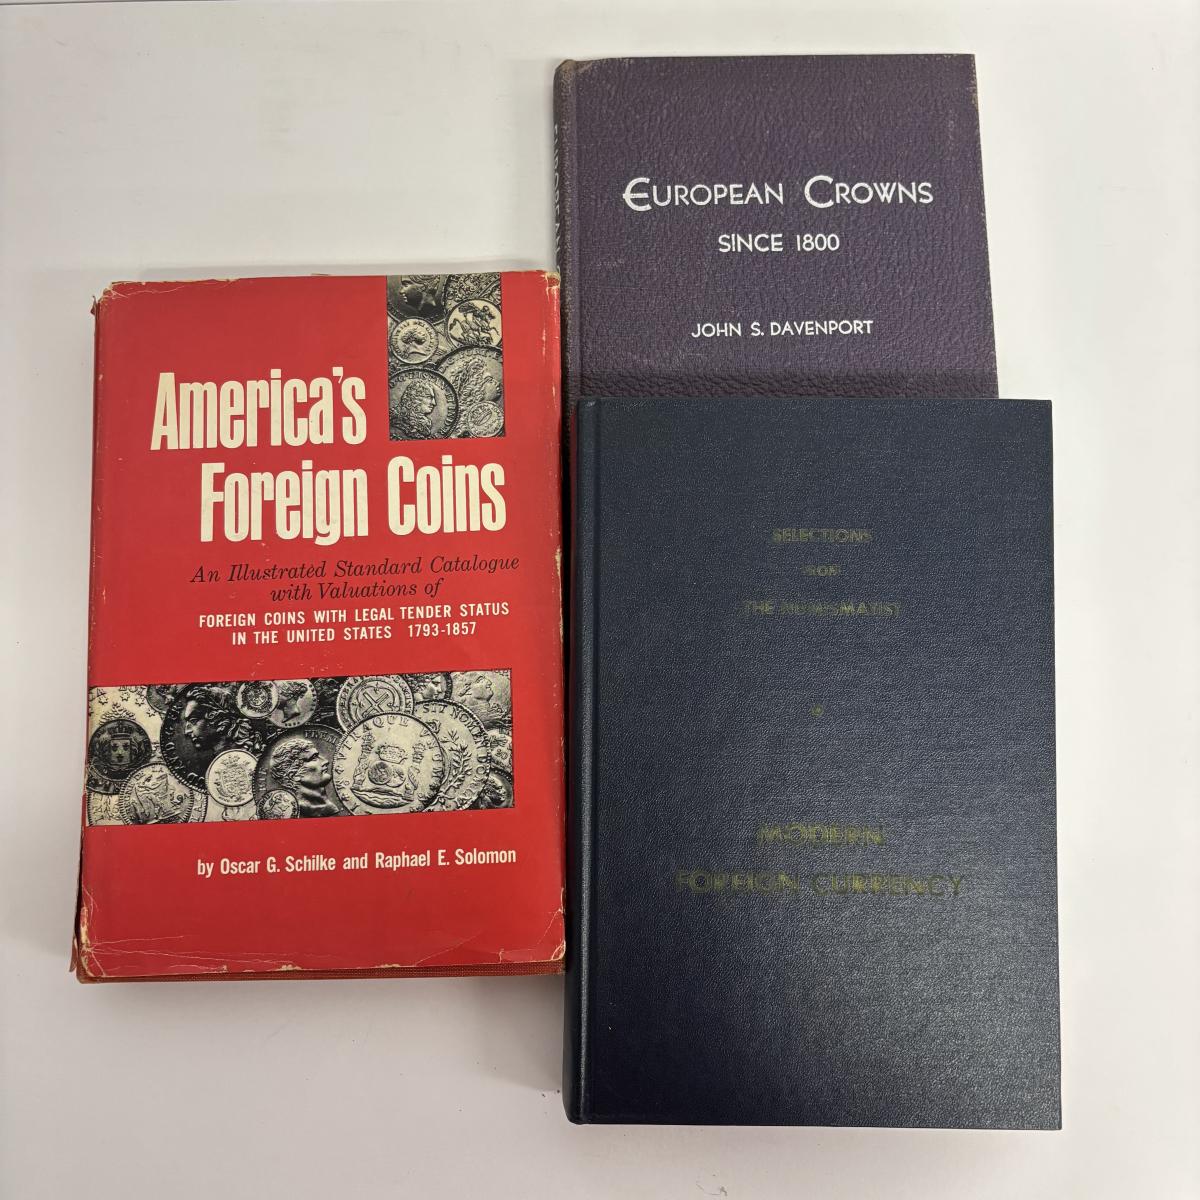 America's
Foreign Coins
An Illustrated Standard Catalogue
with Valuations of
FOREIGN COINS WITH LEGAL TENDER STATUS
IN THE UNITED STATES 1793-1857
by Oscar G. Schilke and Raphael E. Solomon
EUROPEAN CROWNS
SINCE 1800
JOHN S. DAVENPORT
SELECTIONS
FROM
THE NUMISMATIST
MODERN
FOREIGN CURRENCY